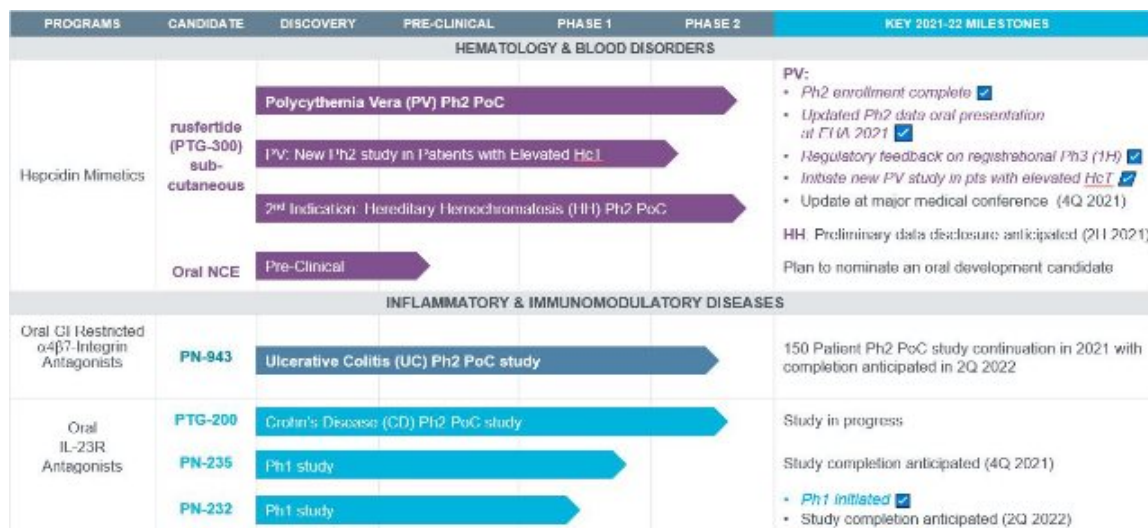 PROGRAMS CANDIDATE DISCOVERY PRE-CLINICAL PHASE 1 PHASE 2 KEY 2021-22 MILESTONES
HEMATOLOGY & BLOOD DISORDERS
Hepcidin Mimetics
rusfertide
(PTG-300)
sub-
cutaneous
Polycythemia Vera (PV) Ph2 PoC
PV: New Ph2 study in Patients with Elevated HcT
2nd Indication: Hereditary Hemochromatosis (HH) Ph2 PoC
PV:
• Ph2 enrollment complete
• Updated Ph2 data oral presentation
at EHA 2021
• Regulatory feedback on registrational Ph3 (1H)
• Initiate new PV study in pts with elevated HcT
• Update at major medical conference (4Q 2021)
HH: Preliminary data disclosure anticipated (2H 2021)
Oral NCE
Pre-Clinical
Plan to nominate an oral development candidate
INFLAMMATORY & IMMUNOMODULATORY DISEASES
Oral GI Restricted
α4β7-Integrin
Antagonists
PN-943
Ulcerative Colitis (UC) Ph2 PoC study
150 Patient Ph2 PoC study continuation in 2021 with
completion anticipated in 2Q 2022
Oral
IL-23R
Antagonists
PTG-200
Crohn's Disease (CD) Ph2 PoC study
Study in progress
PN-235
Ph1 study
Study completion anticipated (4Q 2021)
PN-232
Ph1 study
• Ph1 initiated
• Study completion anticipated (2Q 2022)